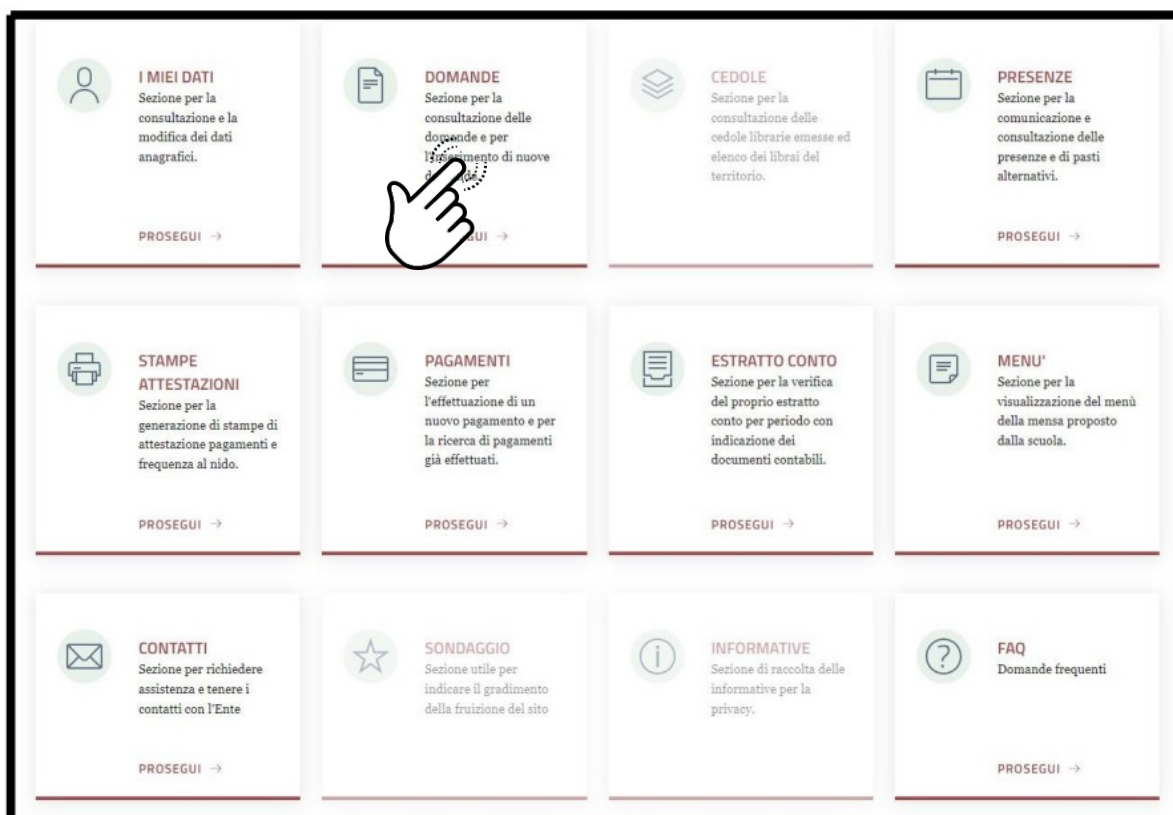 I MIEI DATI
Sezione per la
consultazione e la
modifica dei dati
anagrafici.
PROSEGUI →
DOMANDE
Sezione per la
consultazione delle
domende e per
l'inserimento di nuove
PROSEGUI →
CEDOLE
Sezione per la
consultazione delle
cedole librarie emesse ed
elenco dei librai del
territorio.
PRESENZE
Sezione per la
comunicazione e
consultazione delle
presenze e di pasti
alternativi.
PROSEGUI →
STAMPE
ATTESTAZIONI
Sezione per la
generazione di stampe di
attestazione pagamenti e
frequenza al nido.
PROSEGUI →
PAGAMENTI
Sezione per
l'effettuazione di un
nuovo pagamento e per
la ricerca di pagamenti
già effettuati.
PROSEGUI →
ESTRATTO CONTO
Sezione per la verifica
del proprio estratto
conto per periodo con
indicazione dei
documenti contabili.
PROSEGUI →
MENU'
Sezione per la
visualizzazione del menù
della mensa proposto
dalla scuola.
PROSEGUI →
CONTATTI
Sezione per richiedere
assistenza e tenere i
contatti con l'Ente
PROSEGUI →
SONDAGGIO
Sezione utile per
indicare il gradimento
della fruizione del sito
INFORMATIVE
Sezione di raccolta delle
informative per la
privacy.
FAQ
Domande frequenti
PROSEGUI →